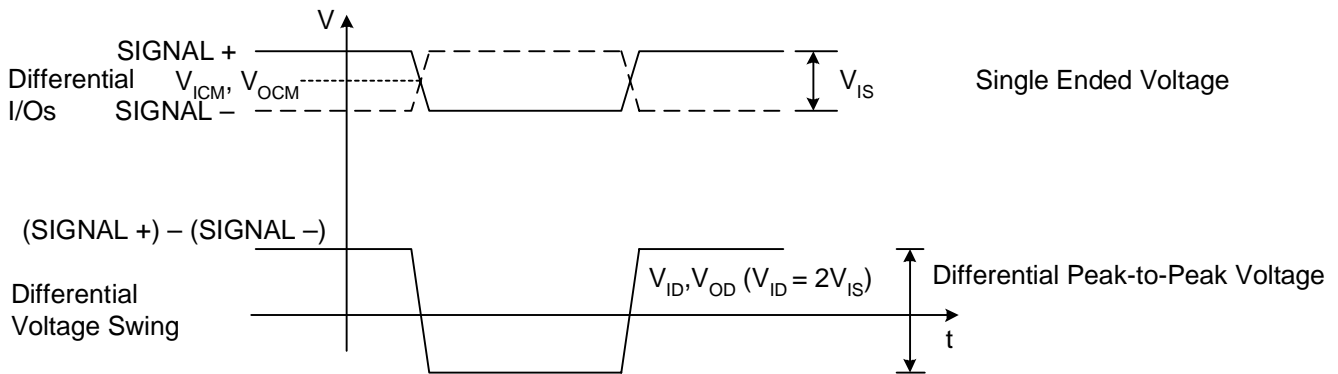 V
SIGNAL +
Differential V_ICM, V_OCM
I/Os SIGNAL –
V_IS
Single Ended Voltage
(SIGNAL +) – (SIGNAL –)
V_ID,V_OD (V_ID = 2V_IS)
Differential Peak-to-Peak Voltage
Differential
Voltage Swing
t